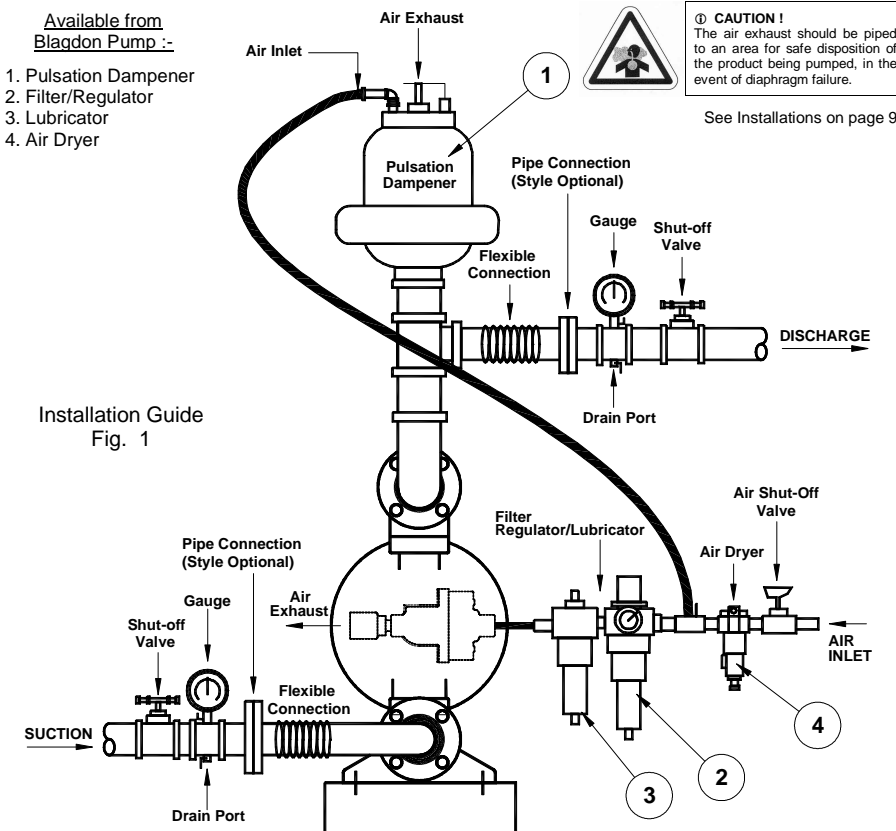 Available from
Blagdon Pump :-
1. Pulsation Dampener
2. Filter/Regulator
3. Lubricator
4. Air Dryer
Air Exhaust
Air Inlet
1
① CAUTION !
The air exhaust should be piped
to an area for safe disposition of
the product being pumped, in the
event of diaphragm failure.
See Installations on page 9
Pulsation
Dampener
Pipe Connection
(Style Optional)
Gauge
Shut-off
Valve
Flexible
Connection
DISCHARGE
Drain Port
Installation Guide
Fig. 1
Air Shut-Off
Valve
Filter
Regulator/Lubricator
Air Dryer
Pipe Connection
(Style Optional)
Air
Exhaust
Gauge
Shut-off
Valve
AIR
INLET
Flexible
Connection
SUCTION
4
2
3
Drain Port